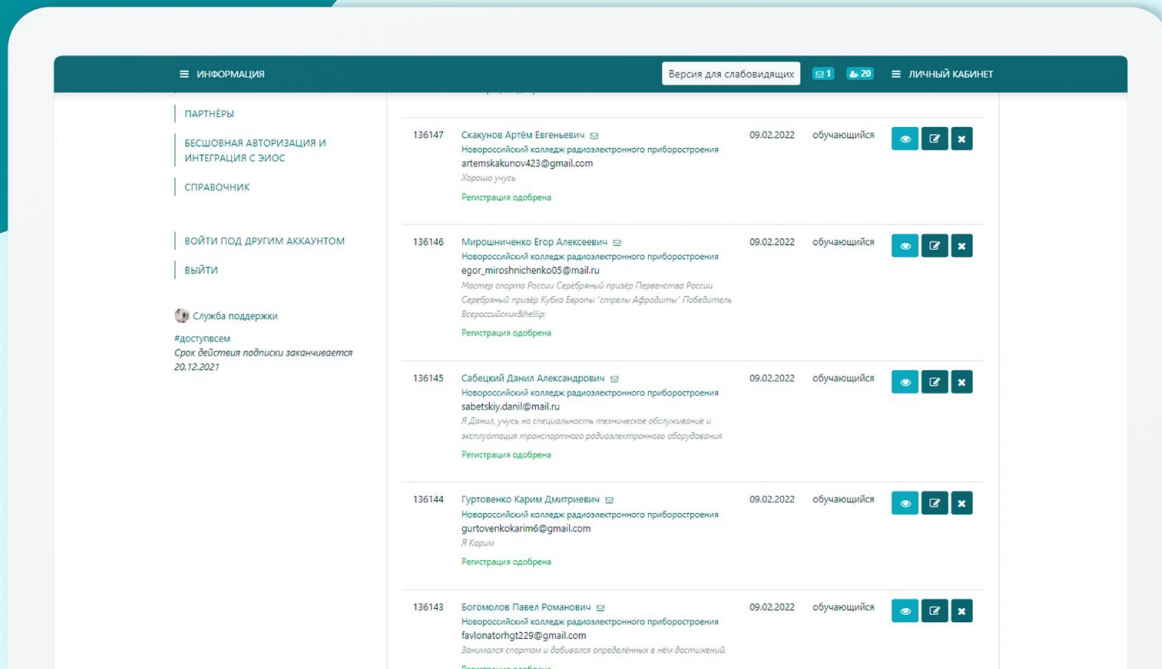 ИНФОРМАЦИЯ
Версия для слабовидящих
1
20
ЛИЧНЫЙ КАБИНЕТ
ПАРТНЁРЫ
БЕСШОВНАЯ АВТОРИЗАЦИЯ И
ИНТЕГРАЦИЯ С ЭИОС
СПРАВОЧНИК
ВОЙТИ ПОД ДРУГИМ АККАУНТОМ
ВЫЙТИ
Служба поддержки
#доступвсем
Срок действия подписки заканчивается
20.12.2021
136147 Скакунов Артём Евгеньевич 09.02.2022 обучающийся
Новороссийский колледж радиоэлектронного приборостроения
artemskakunov423@gmail.com
Хорошо учусь
Регистрация одобрена
136146 Мирошниченко Егор Алексеевич 09.02.2022 обучающийся
Новороссийский колледж радиоэлектронного приборостроения
egor_miroshnichenko05@mail.ru
Мастер спорта России Серебряный призёр Первенства России
Серебряный призёр Кубка Европы "стрелы Афродиты" Победитель
Всероссийских&hellip;
Регистрация одобрена
136145 Сабецкий Данил Александрович 09.02.2022 обучающийся
Новороссийский колледж радиоэлектронного приборостроения
sabetskiy.danil@mail.ru
Я Данил, учусь на специальность техническое обслуживание и
эксплуатация транспортного радиоэлектронного оборудования
Регистрация одобрена
136144 Гуртовенко Карим Дмитриевич 09.02.2022 обучающийся
Новороссийский колледж радиоэлектронного приборостроения
gurtovenkokarim6@gmail.com
Я Карим
Регистрация одобрена
136143 Богомолов Павел Романович 09.02.2022 обучающийся
Новороссийский колледж радиоэлектронного приборостроения
favlonatorhgt229@gmail.com
Занимался спортом и добивался определённых в нём достижений.
Регистрация одобрена